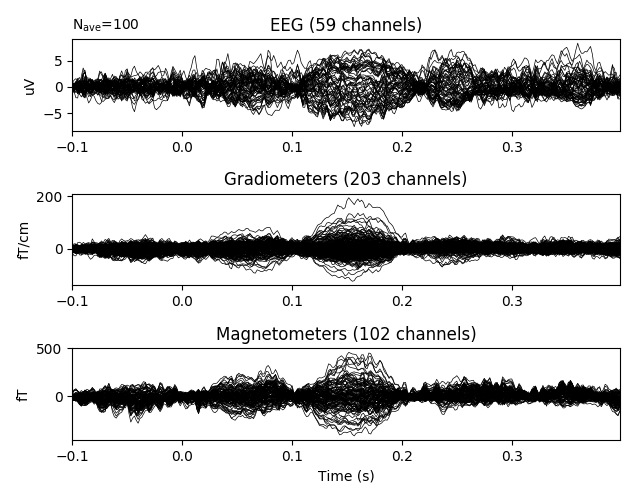 N_ave=100
EEG (59 channels)
uV
5
0
−5
−0.1 0.0 0.1 0.2 0.3
Gradiometers (203 channels)
fT/cm
200
0
−0.1 0.0 0.1 0.2 0.3
Magnetometers (102 channels)
fT
500
0
−0.1 0.0 0.1 0.2 0.3
Time (s)